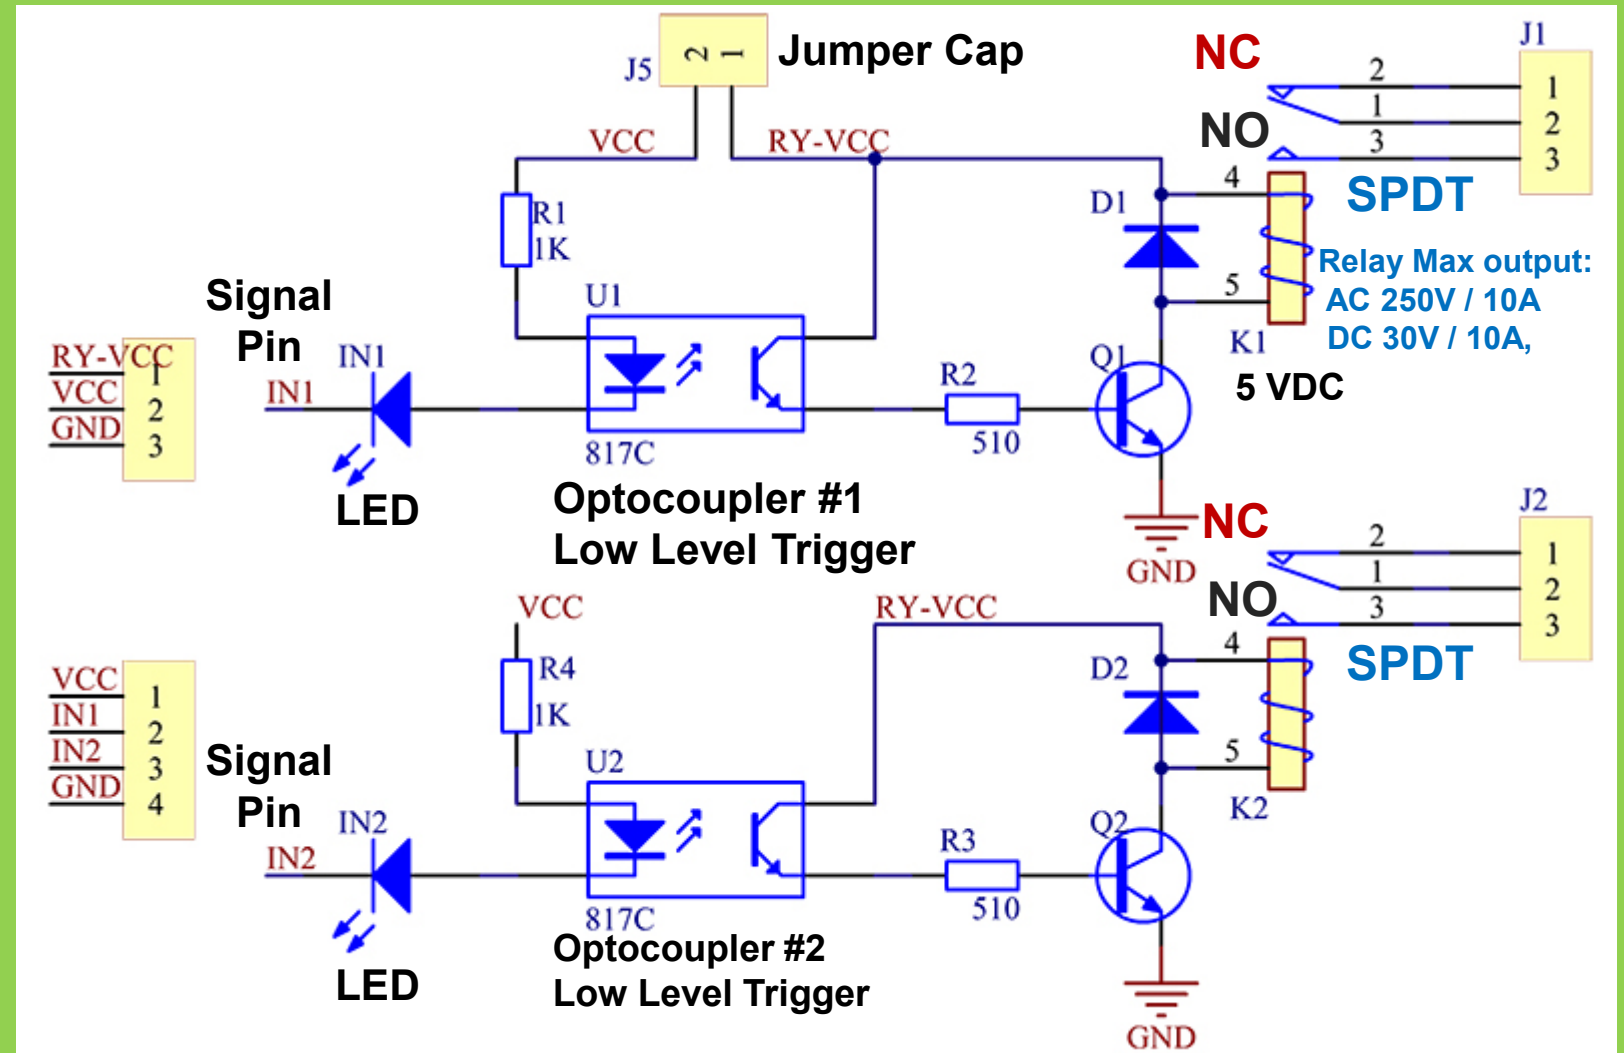 Jumper Cap
J5
2
1
VCC
RY-VCC
NC
NO
J1
2
1
3
1
2
3
SPDT
4
5
D1
K1
Relay Max output:
AC 250V / 10A
DC 30V / 10A,
5 VDC
R1
1K
U1
817C
Signal
Pin
IN1
IN1
LED
RY-VCC
VCC
GND
1
2
3
Optocoupler #1
Low Level Trigger
R2
510
Q1
GND
NC
NO
J2
2
1
3
1
2
3
SPDT
VCC
RY-VCC
4
5
D2
K2
R4
1K
U2
817C
VCC
IN1
IN2
GND
1
2
3
4
Signal
Pin
IN2
IN2
LED
Optocoupler #2
Low Level Trigger
R3
510
Q2
GND